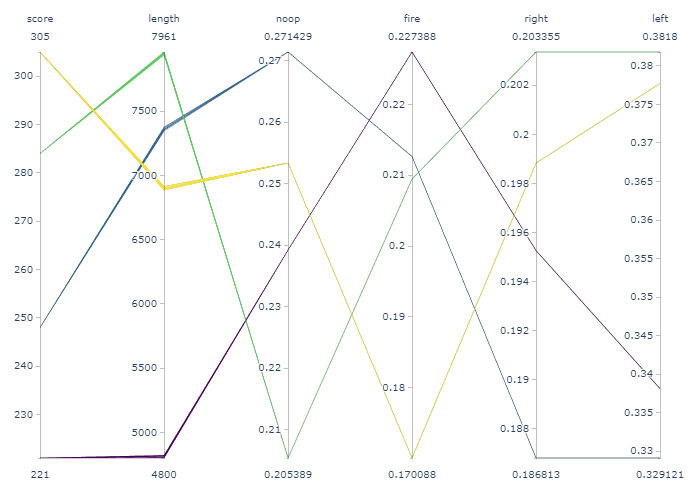 score length noop fire right left
305 7961 0.271429 0.227388 0.203355 0.3818
300 290 280 270 260 250 240 230
7500 7000 6500 6000 5500 5000
0.27 0.26 0.25 0.24 0.23 0.22 0.21
0.22 0.21 0.2 0.19 0.18
0.202 0.2 0.198 0.196 0.194 0.192 0.19 0.188
0.38 0.375 0.37 0.365 0.36 0.355 0.35 0.345 0.34 0.335 0.33
221 4800 0.205389 0.170088 0.186813 0.329121